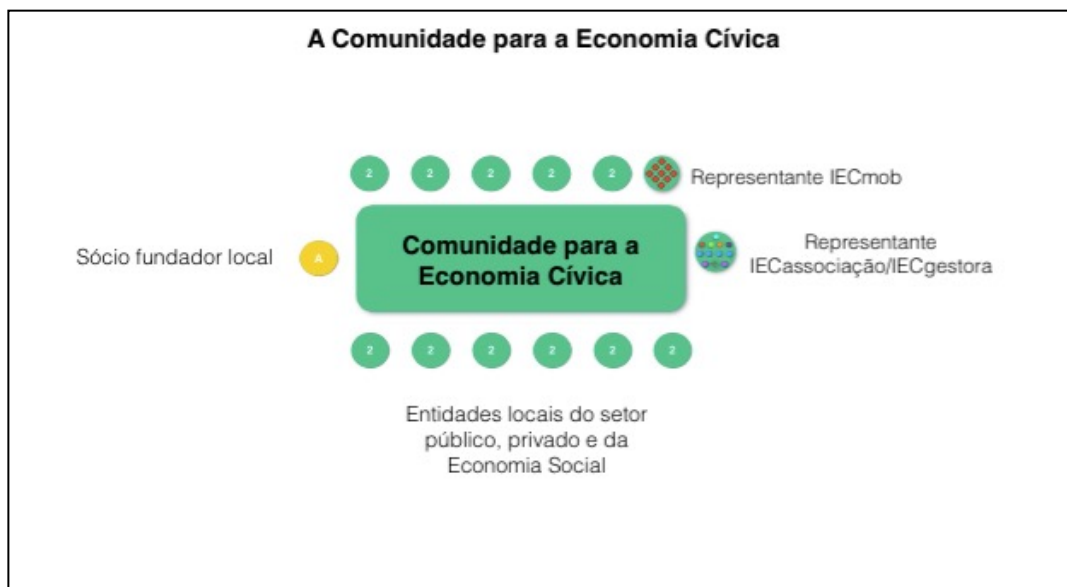 A Comunidade para a Economia Cívica
2 2 2 2 2
Representante IECmob
Sócio fundador local
A
Comunidade para a
Economia Cívica
Representante
IECassociação/IECgestora
2 2 2 2 2 2
Entidades locais do setor
público, privado e da
Economia Social